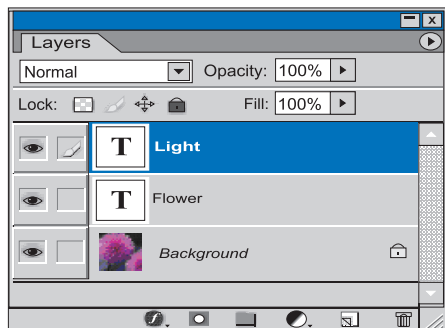 x
Layers
Normal Opacity: 100%
Lock: Fill: 100%
T Light
T Flower
Background